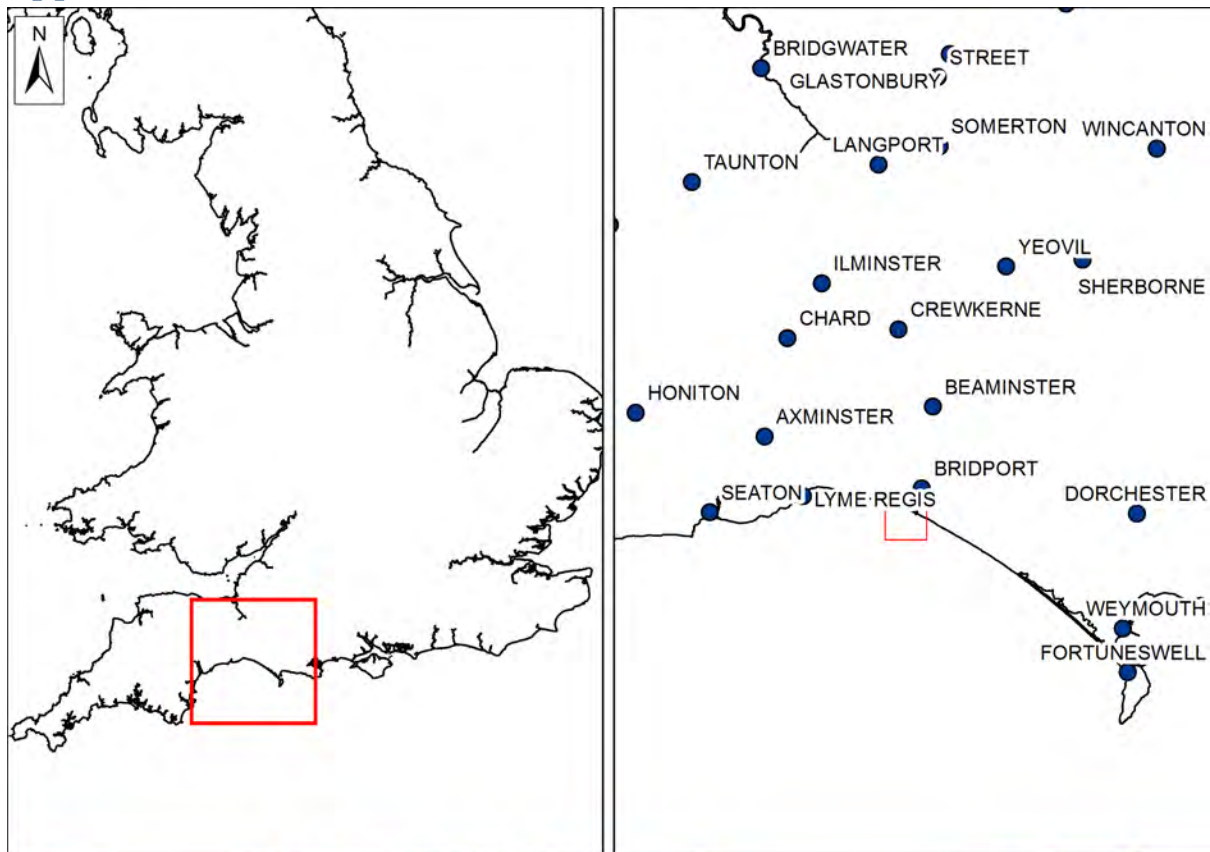 N
BRIDGWATER
STREET
GLASTONBURY
SOMERTON
WINCANTON
LANGPORT
TAUNTON
YEOVIL
ILMINSTER
SHERBORNE
CHARD
CREWKERNE
HONITON
BEAMINSTER
AXMINSTER
BRIDPORT
SEATON
LYME REGIS
DORCHESTER
WEYMOUTH
FORTUNESWELL